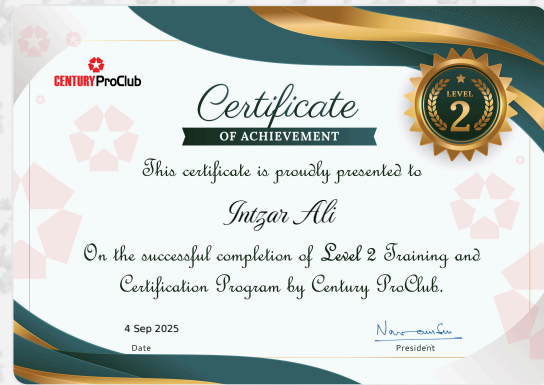 CENTURY ProClub
LEVEL
2
Certificate
OF ACHIEVEMENT
This certificate is proudly presented to
Intzar Ali
On the successful completion of Level 2 Training and
Certification Program by Century ProClub.
4 Sep 2025
Date
President